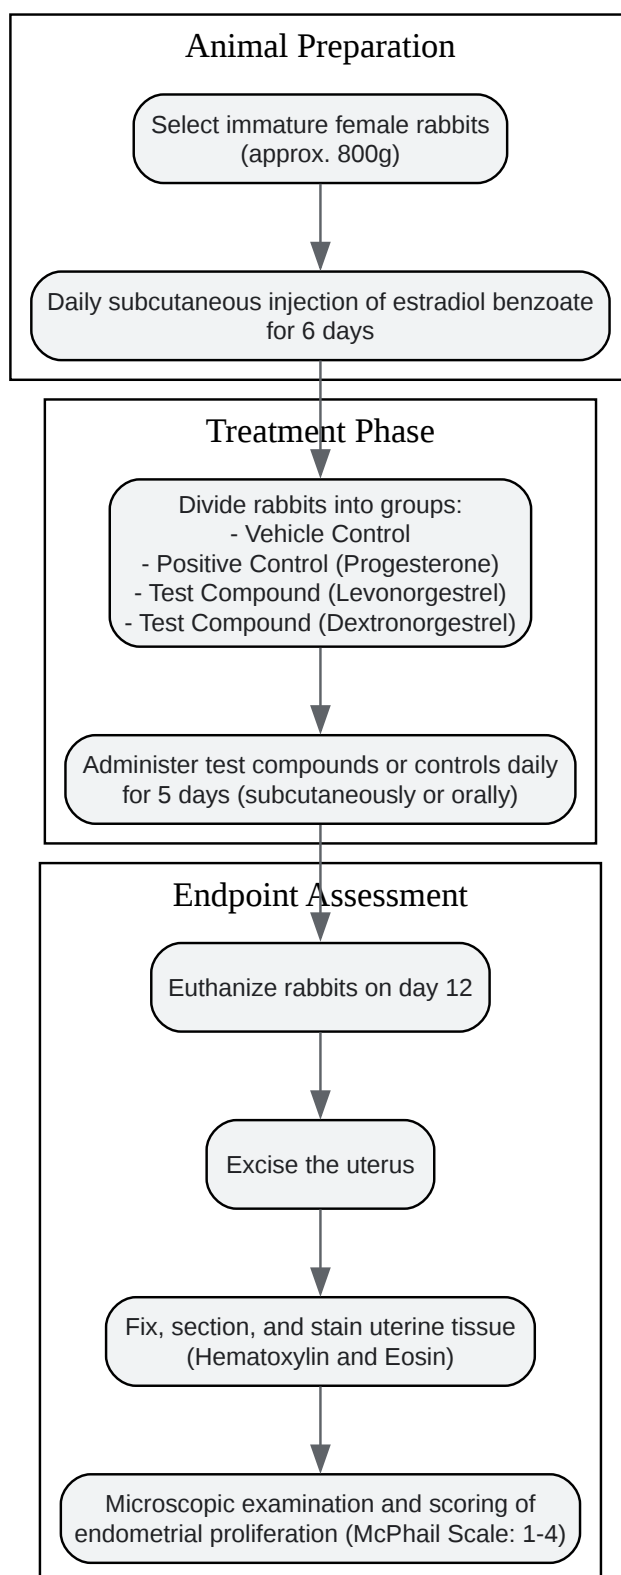 Animal Preparation
Select immature female rabbits
(approx. 800g)
Daily subcutaneous injection of estradiol benzoate
for 6 days
Treatment Phase
Divide rabbits into groups:
- Vehicle Control
- Positive Control (Progesterone)
- Test Compound (Levonorgestrel)
- Test Compound (Dextronorgestrel)
Administer test compounds or controls daily
for 5 days (subcutaneously or orally)
Endpoint Assessment
Euthanize rabbits on day 12
Excise the uterus
Fix, section, and stain uterine tissue
(Hematoxylin and Eosin)
Microscopic examination and scoring of
endometrial proliferation (McPhail Scale: 1-4)